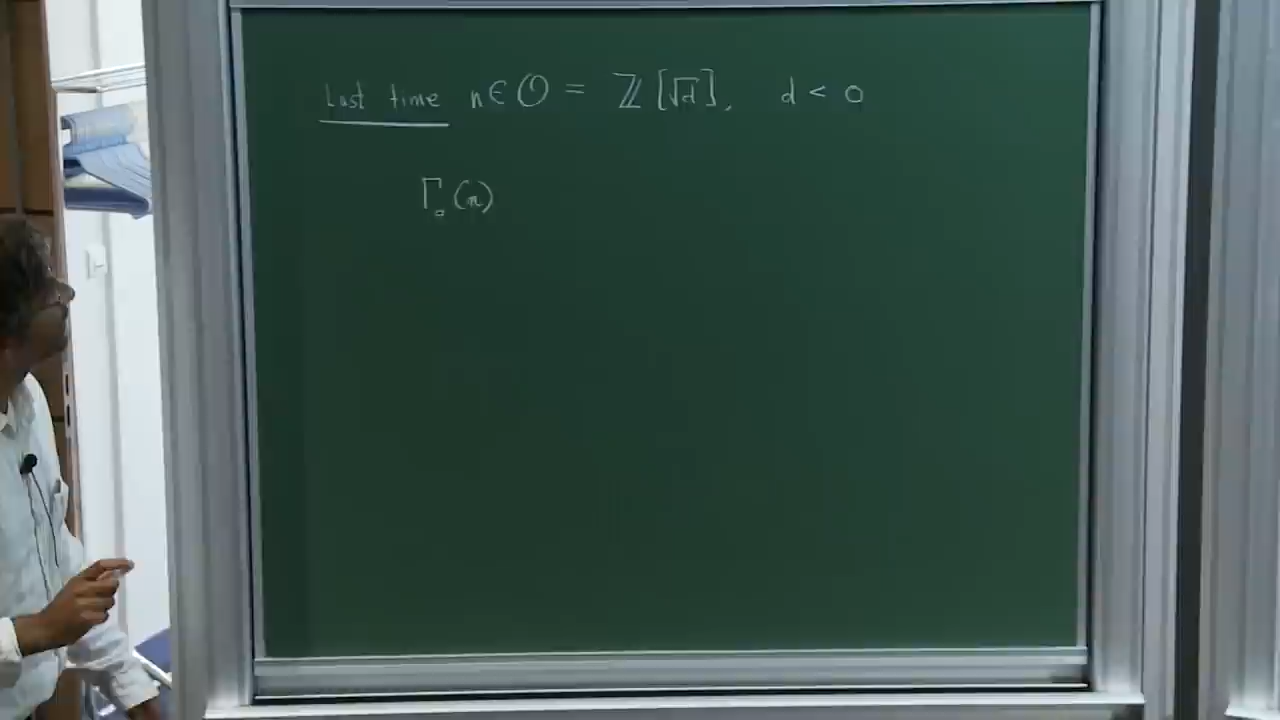 Last time n ∈ O = ℤ[√d], d < 0
Γ₀(n)